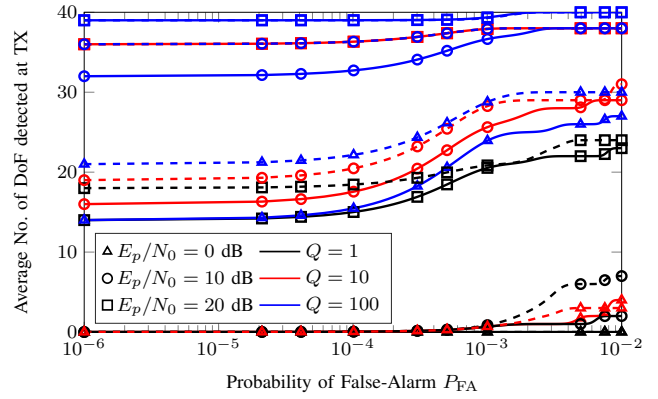 Average No. of DoF detected at TX
40
30
20
10
0
E_p/N_0 = 0 dB Q = 1
E_p/N_0 = 10 dB Q = 10
E_p/N_0 = 20 dB Q = 100
10^−6 10^−5 10^−4 10^−3 10^−2
Probability of False-Alarm P_FA